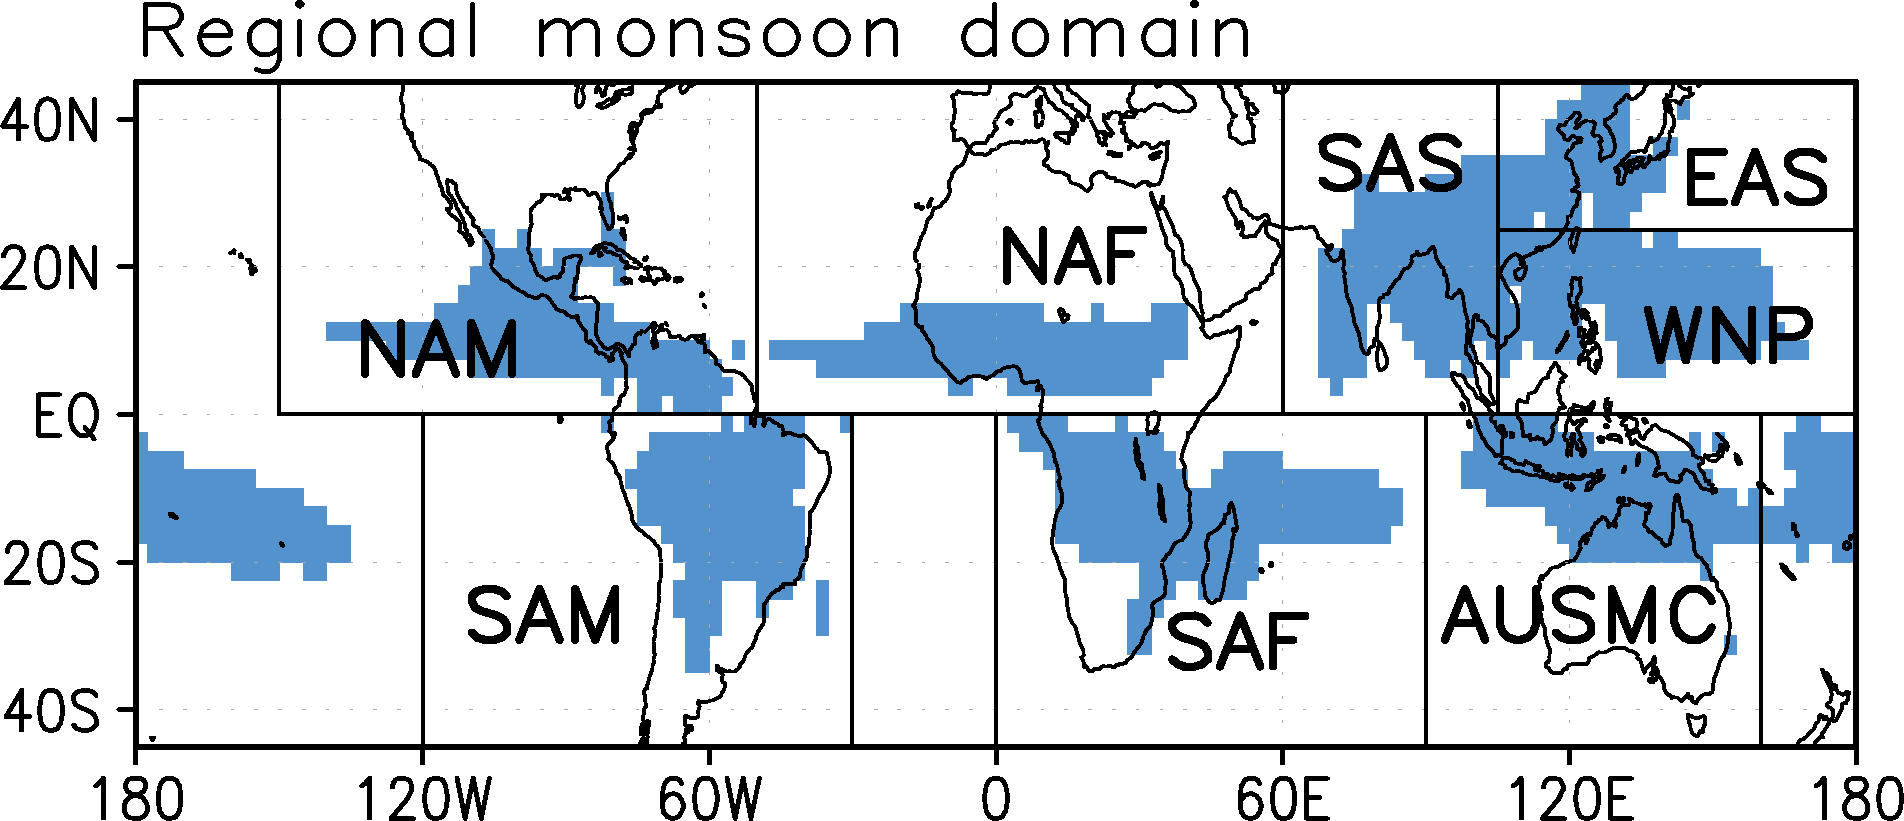 Regional monsoon domain
40N
SAS
EAS
NAF
20N
NAM
WNP
EQ
20S
SAM
SAF
AUSMC
40S
180 120W 60W 0 60E 120E 180